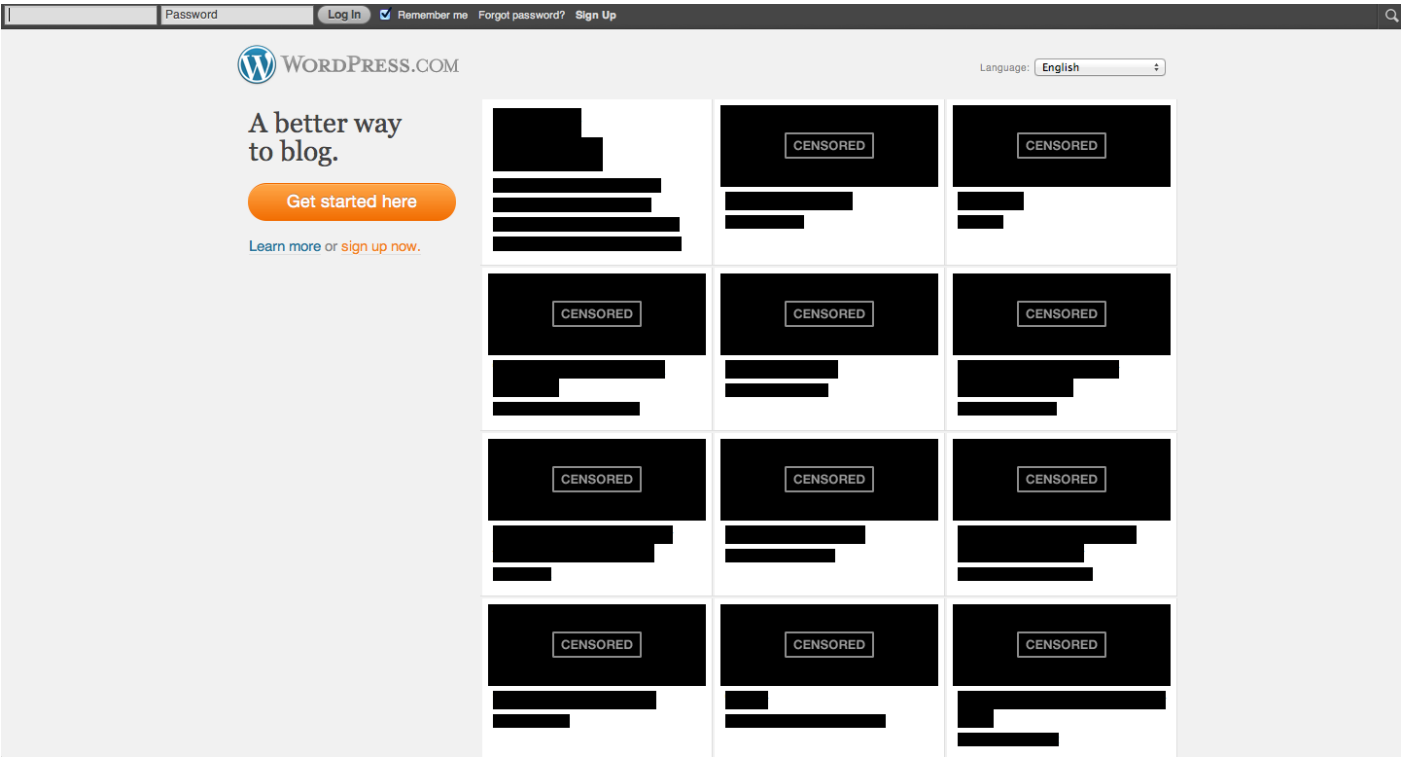 Password Log In Remember me Forgot password? Sign Up
WORDPRESS.COM
Language: English
A better way
to blog.
Get started here
Learn more or sign up now.
CENSORED CENSORED
CENSORED CENSORED CENSORED
CENSORED CENSORED CENSORED
CENSORED CENSORED CENSORED